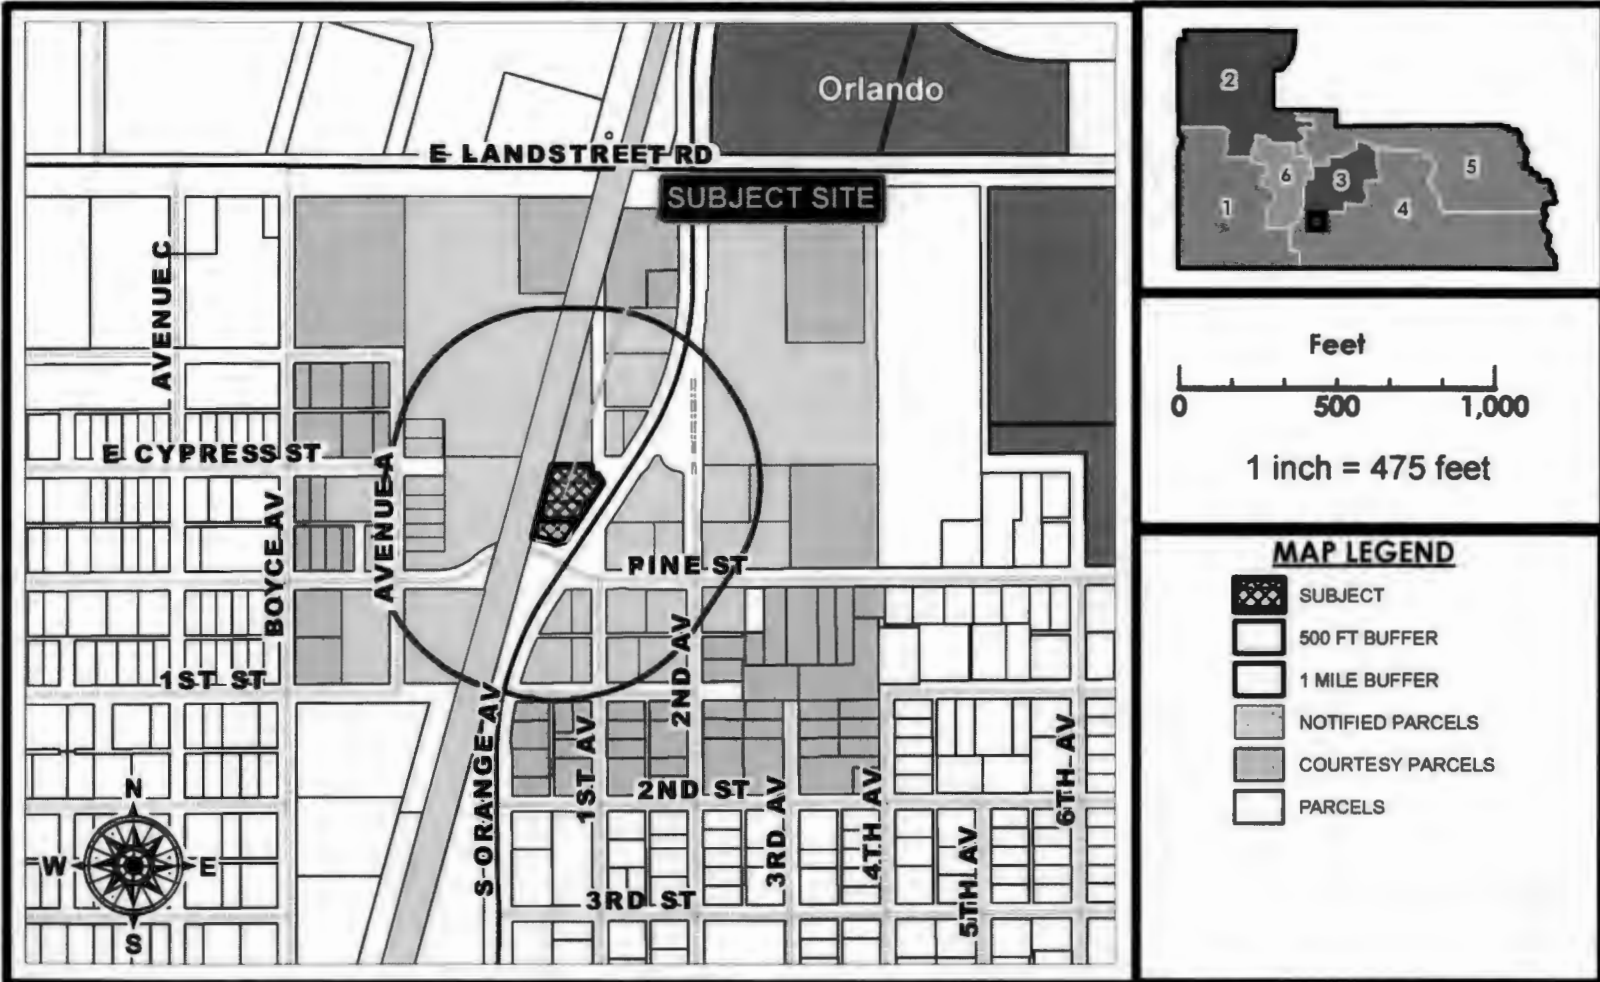 Orlando
E LANDSTREET RD
SUBJECT SITE
AVENUE C
E CYPRESS ST
BOYCE AV
AVENUE A
PINE ST
1ST ST
2ND AV
S ORANGE AV
1ST AV
2ND ST
3RD AV
4TH AV
5TH AV
6TH AV
3RD ST
N
W
E
S
2
6
3
5
1
4
Feet
0 500 1,000
1 inch = 475 feet
MAP LEGEND
SUBJECT
500 FT BUFFER
1 MILE BUFFER
NOTIFIED PARCELS
COURTESY PARCELS
PARCELS